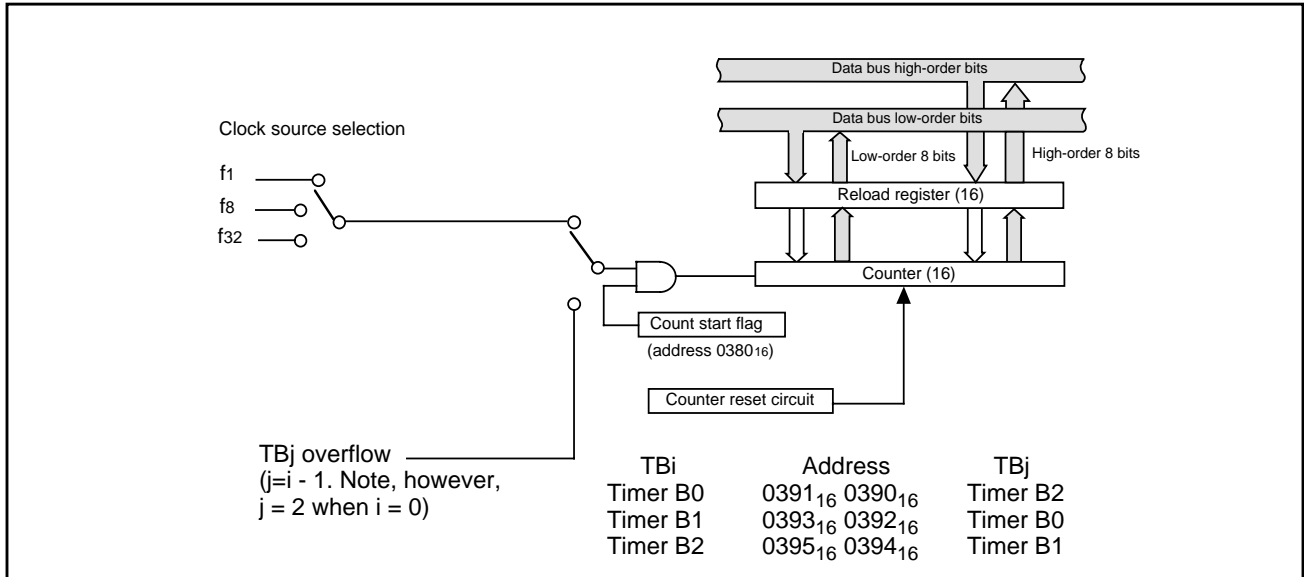 Data bus high-order bits
Data bus low-order bits
Clock source selection
Low-order 8 bits
High-order 8 bits
f1
f8
f32
Reload register (16)
Counter (16)
Count start flag
(address 038016)
Counter reset circuit
TBj overflow
(j=i - 1. Note, however,
j = 2 when i = 0)
TBi Address TBj
Timer B0 039116 039016 Timer B2
Timer B1 039316 039216 Timer B0
Timer B2 039516 039416 Timer B1